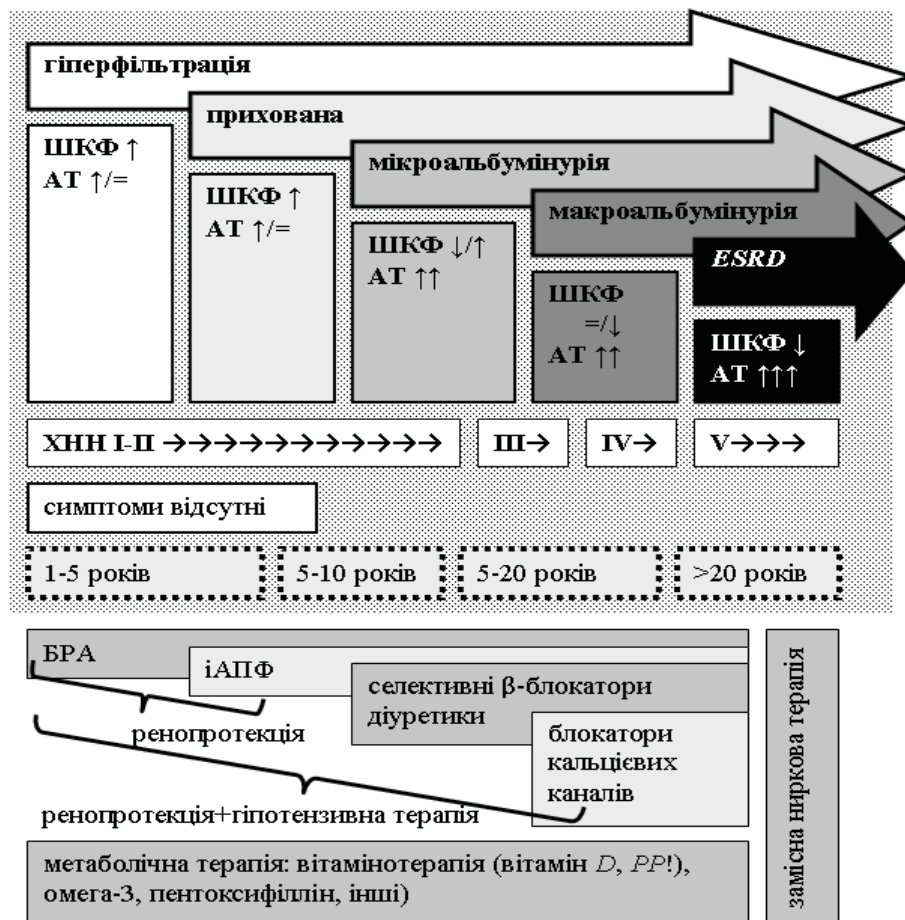 гіперфільтрація
прихована
мікроальбумінурія
макроальбумінурія
ESRD
ШКФ ↑
АТ ↑/=
ШКФ ↑
АТ ↑/=
ШКФ ↓/↑
АТ ↑↑
ШКФ
=/↓
АТ ↑↑
ШКФ ↓
АТ ↑↑↑
ХНН І-ІІ →→→→→→→→→→→
ІІІ→
IV→
V→→→
симптоми відсутні
1-5 років
5-10 років
5-20 років
>20 років
БРА
іАПФ
селективні β-блокатори
діуретики
блокатори
кальцієвих
каналів
ренопротекція
ренопротекція+гіпотензивна терапія
метаболічна терапія: вітамінотерапія (вітамін D, PP!),
омега-3, пентоксифіллін, інші)
замісна ниркова терапія